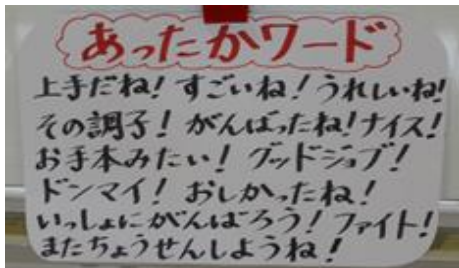 あったかワード
上手だね！すごいね！うれしいね！
その調子！がんばったね！ナイス！
お手本みたい！グッドジョブ！
ドンマイ！おしかったね！
いっしょにがんばろう！ファイト！
またちょうせんしようね！